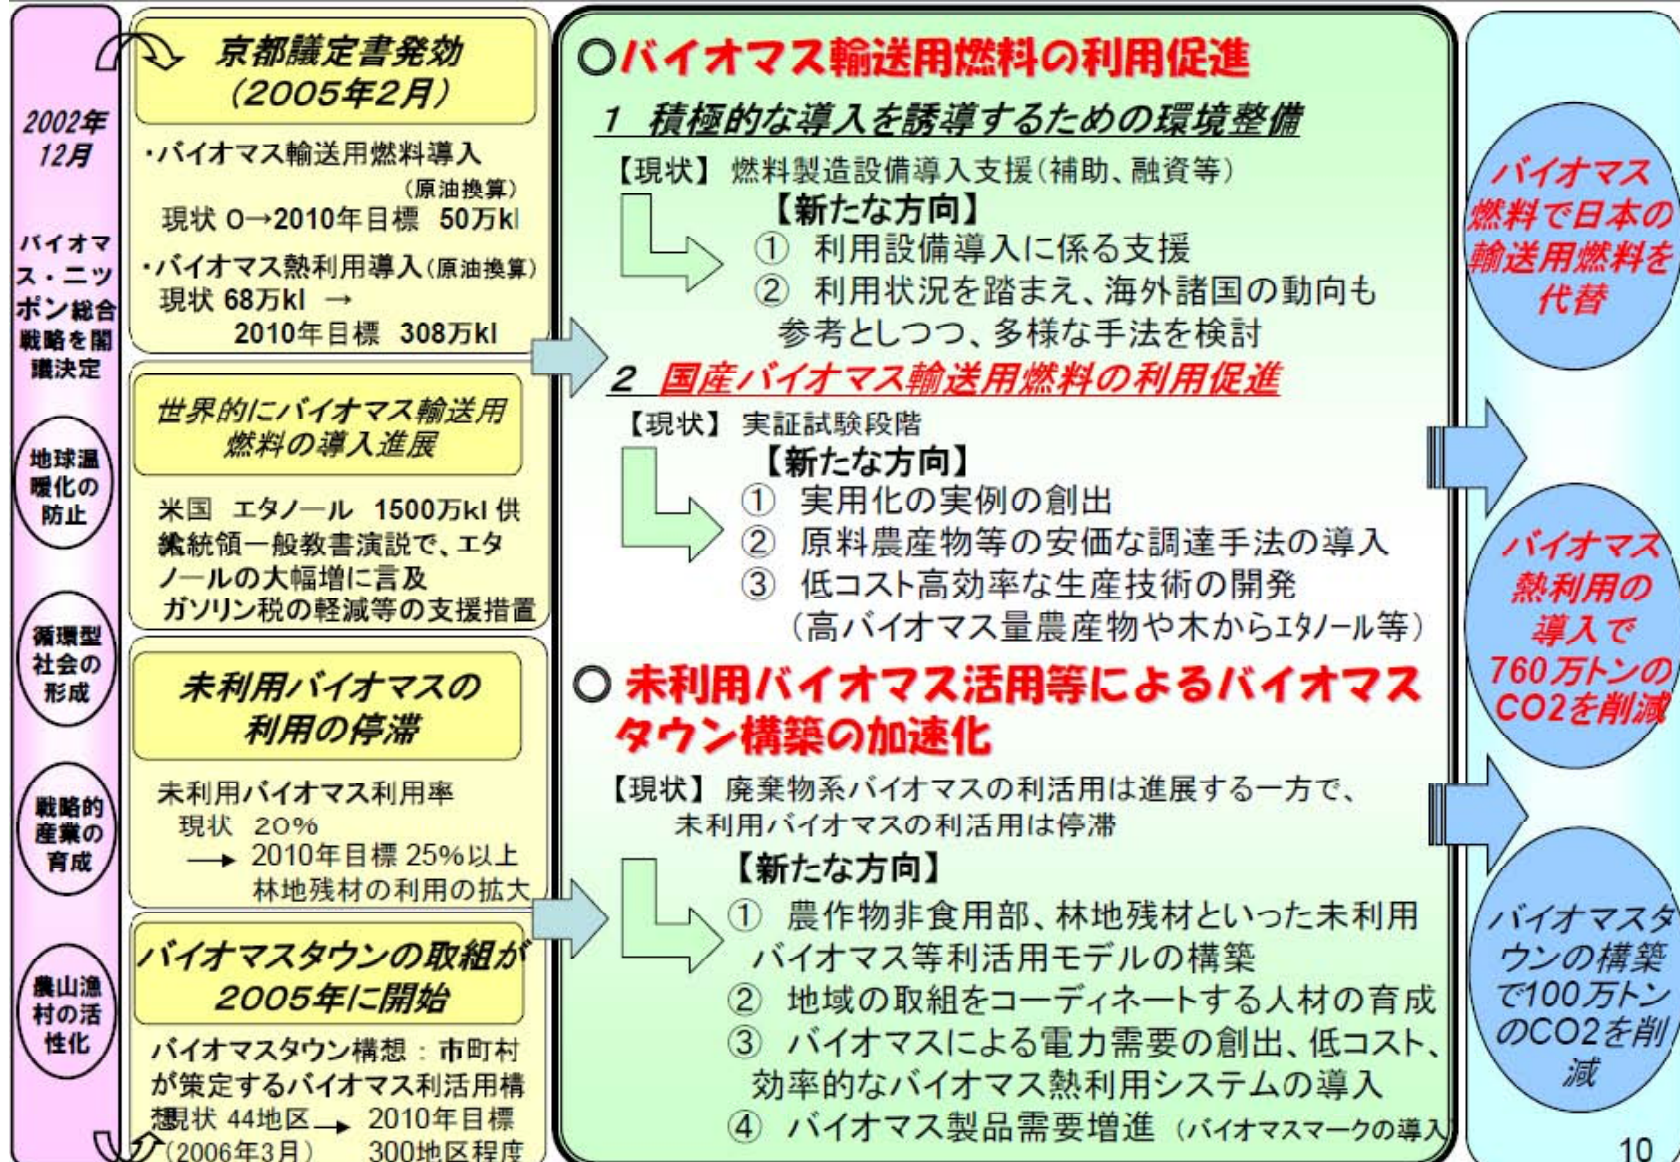 2002年
12月
バイオマ
ス・ニッ
ポン総合
戦略を閣
議決定
地球温
暖化の
防止
循環型
社会の
形成
戦略的
産業の
育成
農山漁
村の活
性化
京都議定書発効
(2005年2月)
・バイオマス輸送用燃料導入
(原油換算)
現状 0→2010年目標 50万kl
・バイオマス熱利用導入(原油換算)
現状 68万kl →
2010年目標 308万kl
世界的にバイオマス輸送用
燃料の導入進展
米国 エタノール 1500万kl 供
統領一般教書演説で、エタ
ノールの大幅増に言及
ガソリン税の軽減等の支援措置
未利用バイオマスの
利用の停滞
未利用バイオマス利用率
現状 20%
→ 2010年目標 25%以上
林地残材の利用の拡大
バイオマスタウンの取組が
2005年に開始
バイオマスタウン構想：市町村
が策定するバイオマス利活用構
想現状 44地区→ 2010年目標
(2006年3月) 300地区程度
○バイオマス輸送用燃料の利用促進
1 積極的な導入を誘導するための環境整備
【現状】 燃料製造設備導入支援(補助、融資等)
【新たな方向】
① 利用設備導入に係る支援
② 利用状況を踏まえ、海外諸国の動向も
参考としつつ、多様な手法を検討
2 国産バイオマス輸送用燃料の利用促進
【現状】 実証試験段階
【新たな方向】
① 実用化の実例の創出
② 原料農産物等の安価な調達手法の導入
③ 低コスト高効率な生産技術の開発
(高バイオマス量農産物や木からエタノール等)
○ 未利用バイオマス活用等によるバイオマス
タウン構築の加速化
【現状】 廃棄物系バイオマスの利活用は進展する一方で、
未利用バイオマスの利活用は停滞
【新たな方向】
① 農作物非食用部、林地残材といった未利用
バイオマス等利活用モデルの構築
② 地域の取組をコーディネートする人材の育成
③ バイオマスによる電力需要の創出、低コスト、
効率的なバイオマス熱利用システムの導入
④ バイオマス製品需要増進 (バイオマスマークの導入)
バイオマス
燃料で日本の
輸送用燃料を
代替
バイオマス
熱利用の
導入で
760万トンの
CO2を削減
バイオマスタ
ウンの構築
で100万トン
のCO2を削
減
10